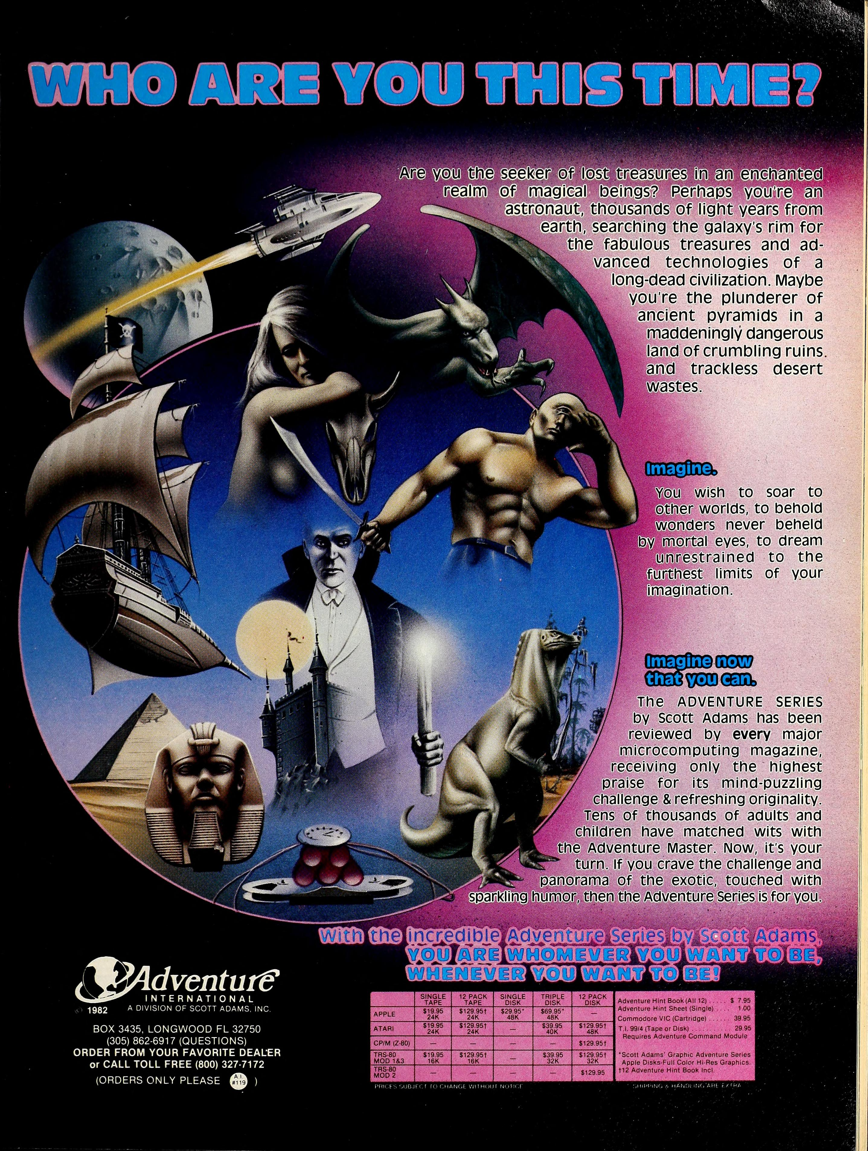 WHO ARE YOU THIS TIME?
Are you the seeker of lost treasures in an enchanted
realm of magical beings? Perhaps you're an
astronaut, thousands of light years from
earth, searching the galaxy's rim for
the fabulous treasures and ad-
vanced technologies of a
long-dead civilization. Maybe
you're the plunderer of
ancient pyramids in a
maddeningly dangerous
land of crumbling ruins.
and trackless desert
wastes.
Imagine.
You wish to soar to
other worlds, to behold
wonders never beheld
by mortal eyes, to dream
unrestrained to the
furthest limits of your
imagination.
Imagine now
that you can.
The ADVENTURE SERIES
by Scott Adams has been
reviewed by every major
microcomputing magazine,
receiving only the highest
praise for its mind-puzzling
challenge & refreshing originality.
Tens of thousands of adults and
children have matched wits with
the Adventure Master. Now, it's your
turn. If you crave the challenge and
panorama of the exotic, touched with
sparkling humor, then the Adventure Series is for you.
With the incredible Adventure Series by Scott Adams,
YOU ARE WHOMEVER YOU WANT TO BE,
WHENEVER YOU WANT TO BE!
Adventure
INTERNATIONAL
1982 A DIVISION OF SCOTT ADAMS, INC.
BOX 3435, LONGWOOD FL 32750
(305) 862-6917 (QUESTIONS)
ORDER FROM YOUR FAVORITE DEALER
or CALL TOLL FREE (800) 327-7172
(ORDERS ONLY PLEASE A.I. #119 )
SINGLE TAPE 12 PACK TAPE SINGLE DISK TRIPLE DISK 12 PACK DISK
APPLE $19.95 24K $129.95† 24K $29.95* 48K $69.95* 48K —
ATARI $19.95 24K $129.95† 24K — $39.95 40K $129.95† 48K
CP/M (Z-80) — — — — $129.95†
TRS-80 MOD 1&3 $19.95 16K $129.95† 16K — $39.95 32K $129.95† 32K
TRS-80 MOD 2 — — — — $129.95
Adventure Hint Book (All 12) ..... $ 7.95
Adventure Hint Sheet (Single) .... 1.00
Commodore VIC (Cartridge) ..... 39.95
T.I. 99/4 (Tape or Disk) ......... 29.95
Requires Adventure Command Module
*Scott Adams' Graphic Adventure Series
Apple Disks-Full Color Hi-Res Graphics.
†12 Adventure Hint Book Incl.
PRICES SUBJECT TO CHANGE WITHOUT NOTICE
SHIPPING & HANDLING ARE EXTRA